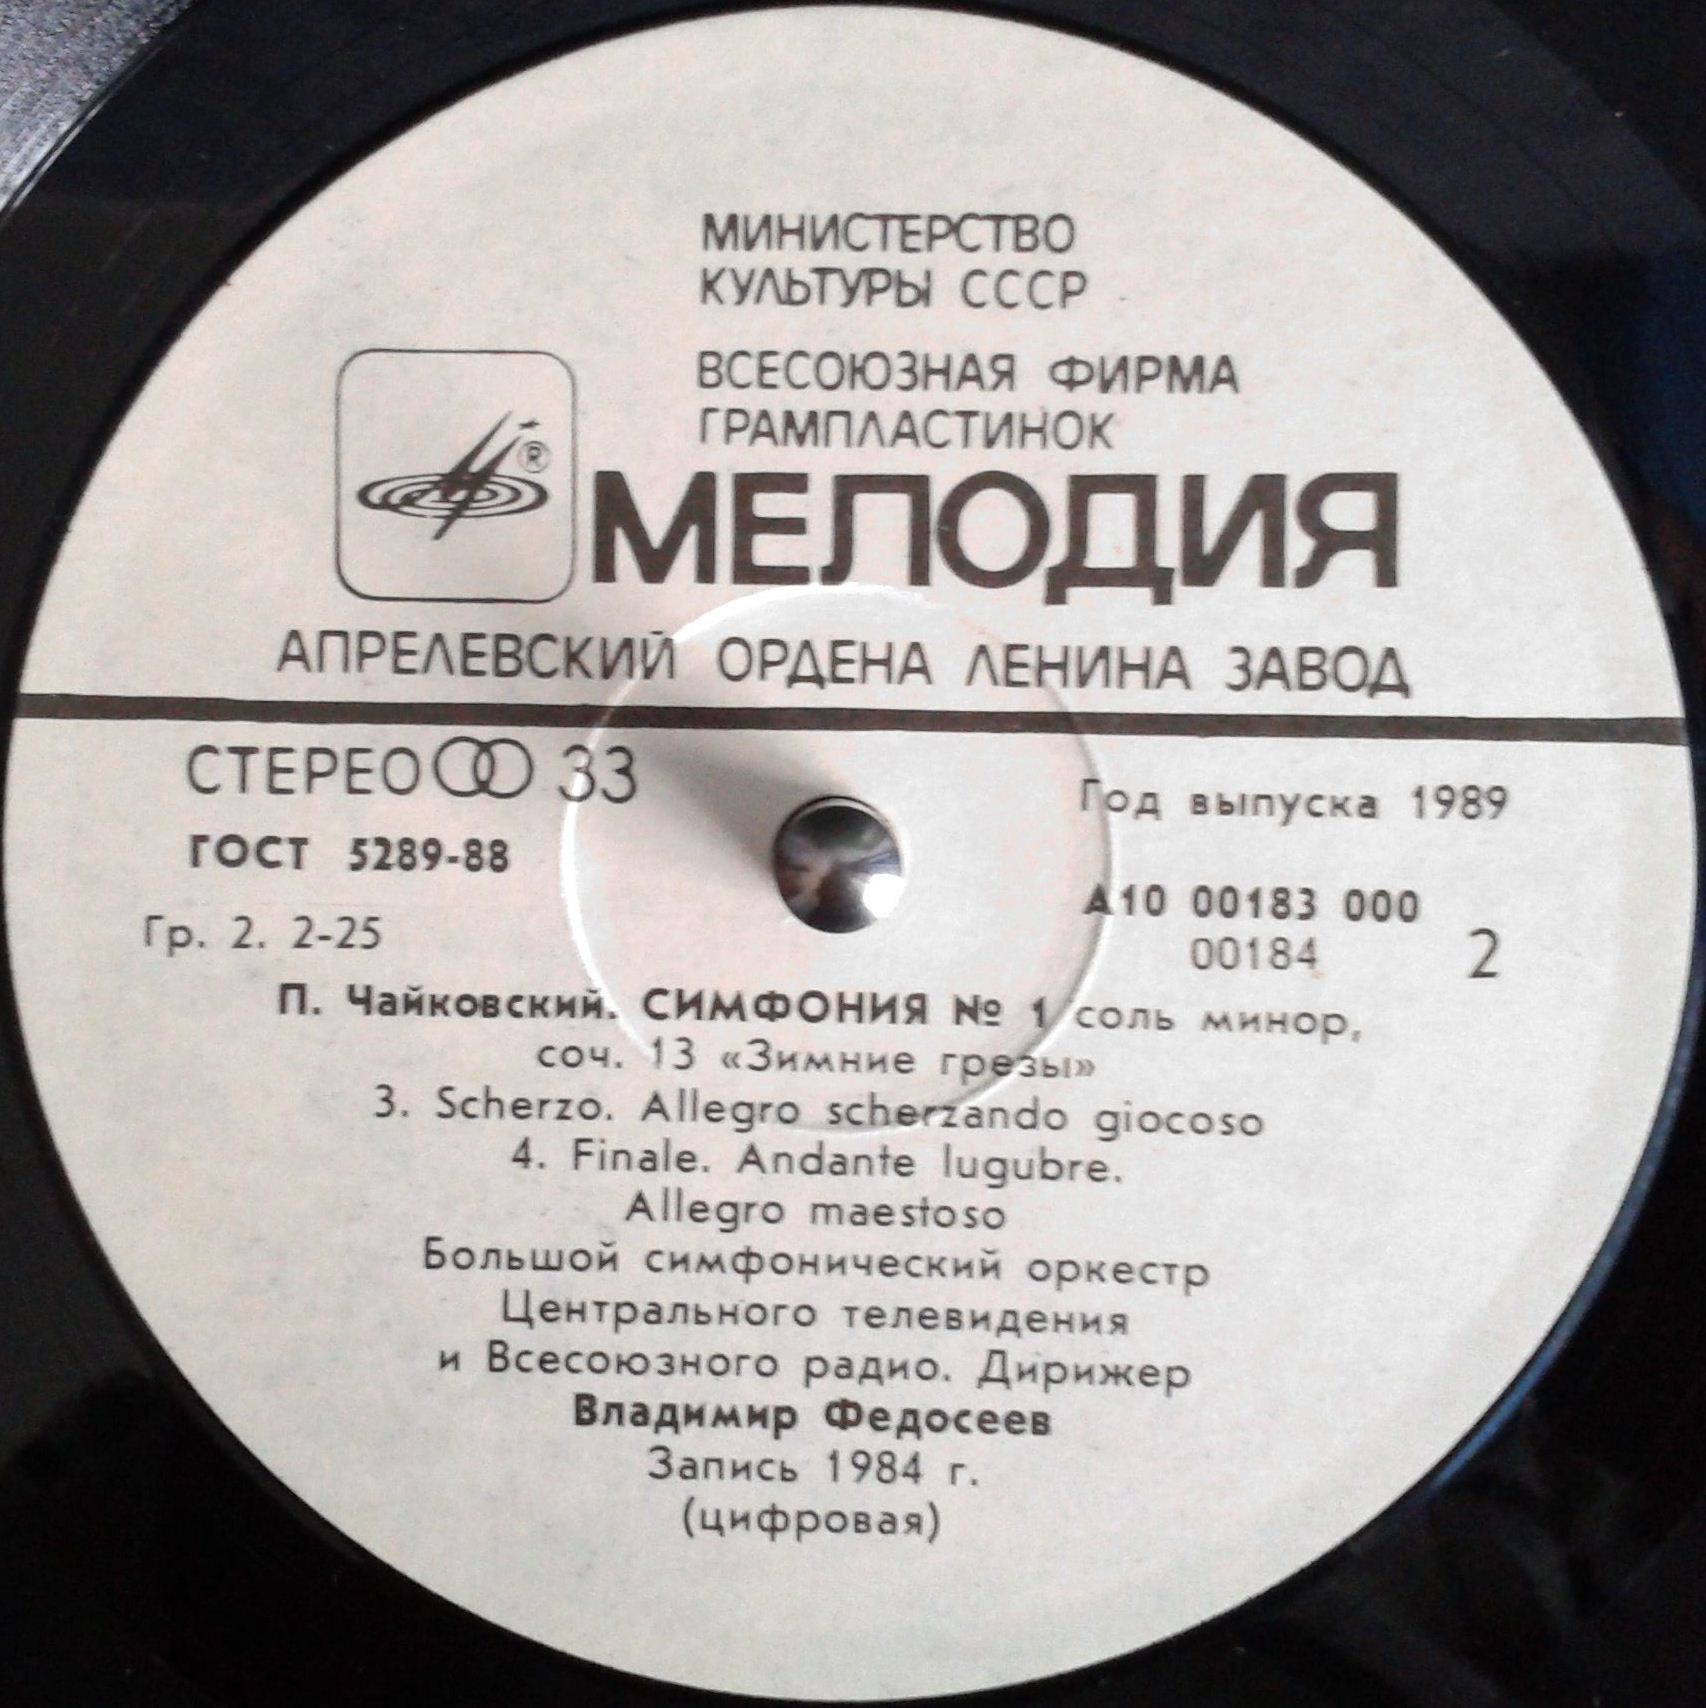 МИНИСТЕРСТВО
КУЛЬТУРЫ СССР
ВСЕСОЮЗНАЯ ФИРМА
ГРАМПЛАСТИНОК
®
МЕЛОДИЯ
АПРЕЛЕВСКИЙ ОРДЕНА ЛЕНИНА ЗАВОД
СТЕРЕО 33
Год выпуска 1989
ГОСТ 5289-88
А10 00183 000
Гр. 2. 2-25
00184 2
П. Чайковский. СИМФОНИЯ № 1 соль минор,
соч. 13 «Зимние грезы»
3. Scherzo. Allegro scherzando giocoso
4. Finale. Andante lugubre.
Allegro maestoso
Большой симфонический оркестр
Центрального телевидения
и Всесоюзного радио. Дирижер
Владимир Федосеев
Запись 1984 г.
(цифровая)